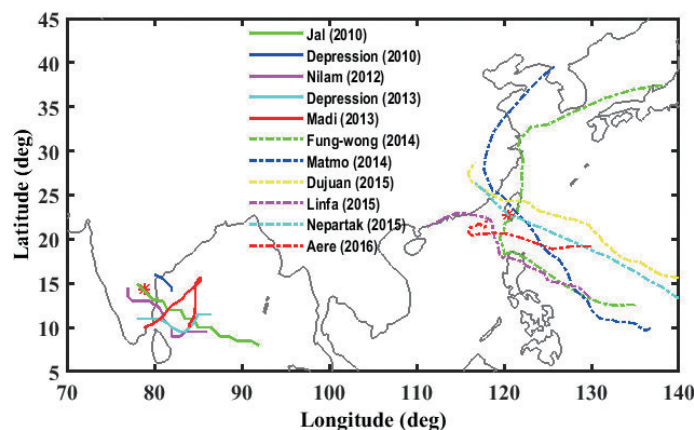 45
40
35
30
25
20
15
10
5
Latitude (deg)
Jal (2010)
Depression (2010)
Nilam (2012)
Depression (2013)
Madi (2013)
Fung-wong (2014)
Matmo (2014)
Dujuan (2015)
Linfa (2015)
Nepartak (2015)
Aere (2016)
70 80 90 100 110 120 130 140
Longitude (deg)